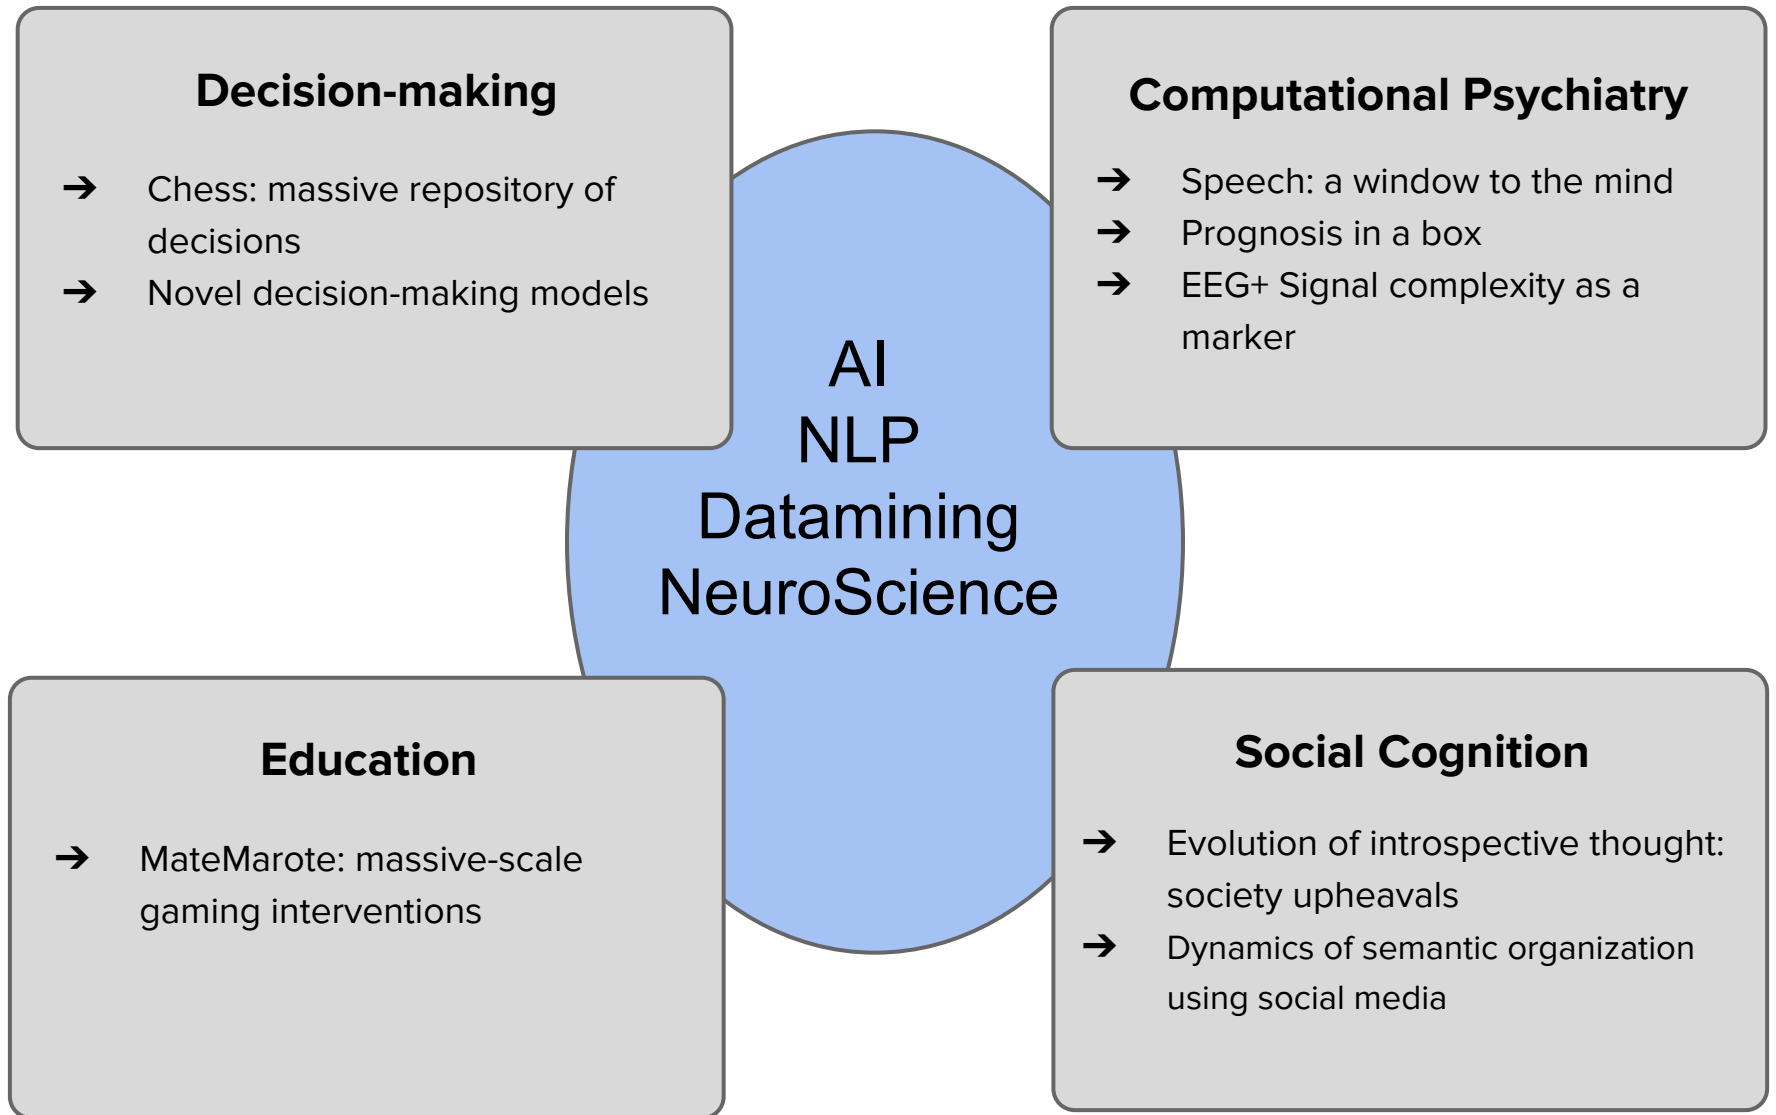 Decision-making
➔ Chess: massive repository of
decisions
➔ Novel decision-making models
Computational Psychiatry
➔ Speech: a window to the mind
➔ Prognosis in a box
➔ EEG+ Signal complexity as a
marker
AI
NLP
Datamining
NeuroScience
Education
➔ MateMarote: massive-scale
gaming interventions
Social Cognition
➔ Evolution of introspective thought:
society upheavals
➔ Dynamics of semantic organization
using social media